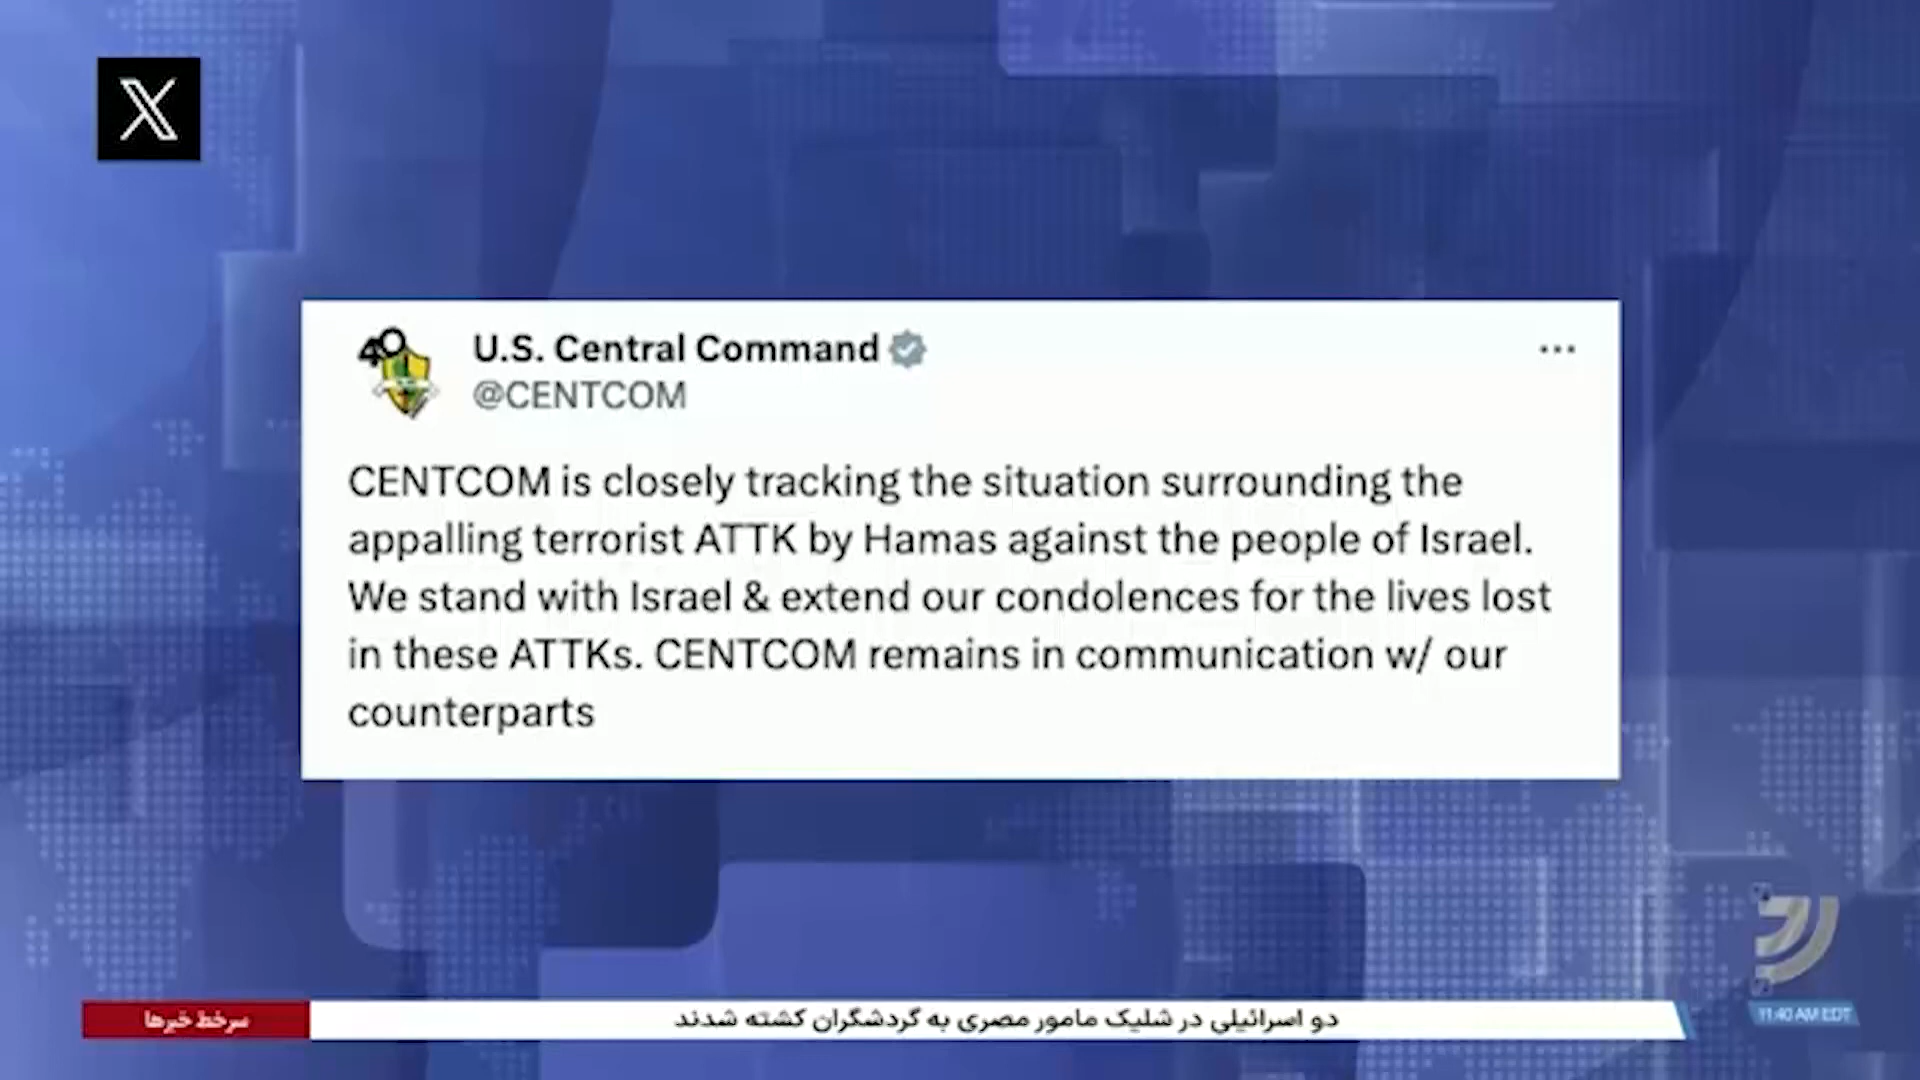 U.S. Central Command
@CENTCOM
CENTCOM is closely tracking the situation surrounding the
appalling terrorist ATTK by Hamas against the people of Israel.
We stand with Israel & extend our condolences for the lives lost
in these ATTKs. CENTCOM remains in communication w/ our
counterparts
سرخط خبرها
دو اسرائیلی در شلیک مامور مصری به گردشگران کشته شدند
11:40 AM EDT